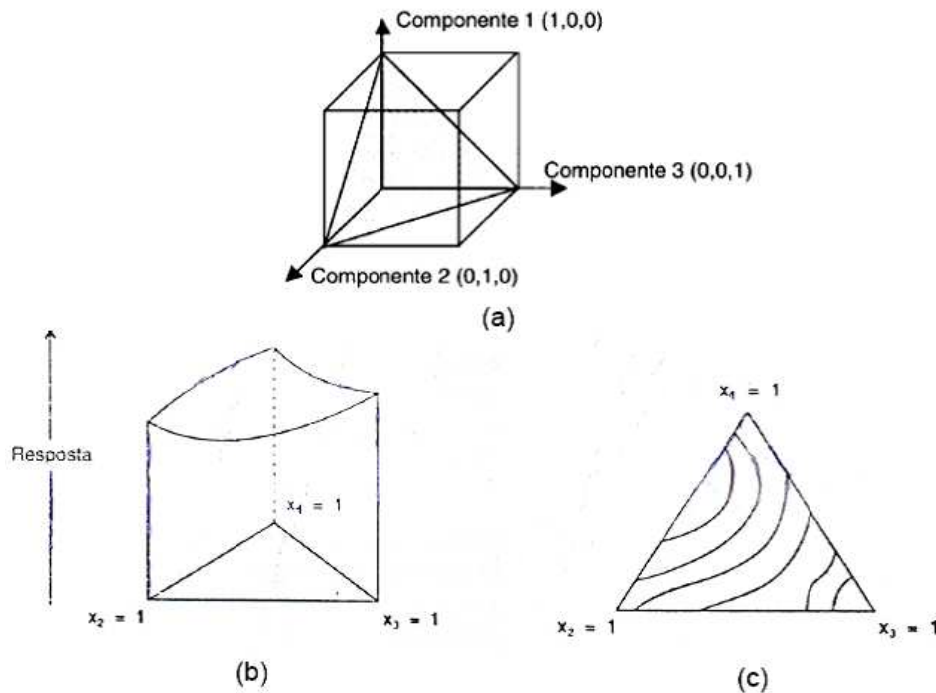 Componente 1 (1,0,0)
Componente 3 (0,0,1)
Componente 2 (0,1,0)
(a)
Resposta
x₁ = 1
x₂ = 1
x₃ = 1
(b)
x₁ = 1
x₂ = 1
x₃ = 1
(c)